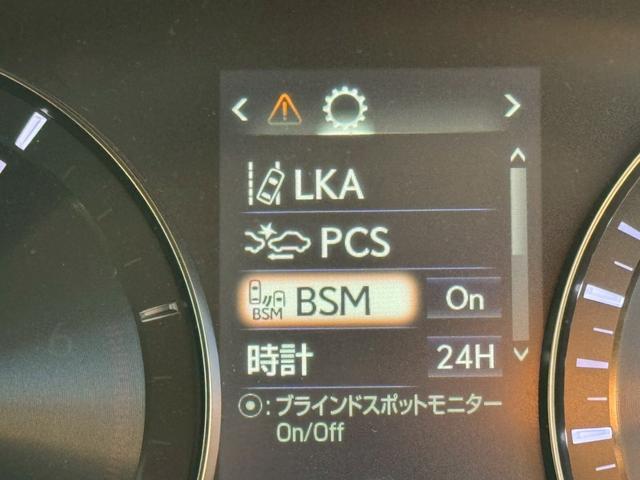 LKA
PCS
BSM BSM On
時計 24H
⦿:ブラインドスポットモニター
On/Off
6